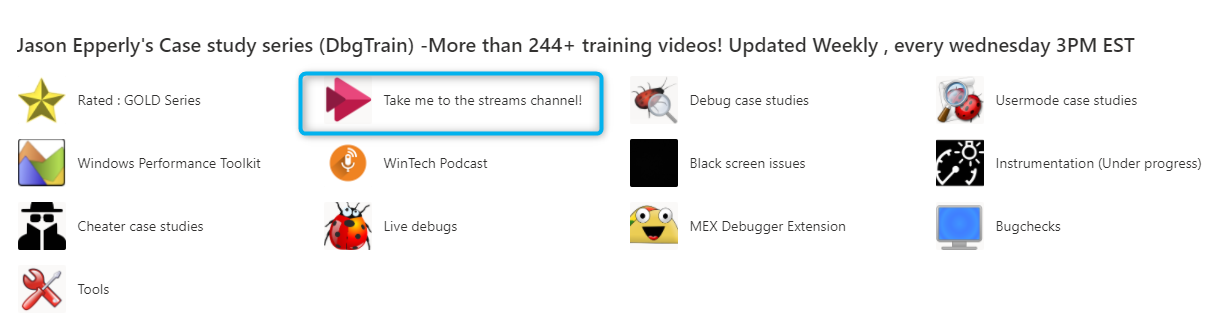 Jason Epperly's Case study series (DbgTrain) -More than 244+ training videos! Updated Weekly , every wednesday 3PM EST
Rated : GOLD Series
Take me to the streams channel!
Debug case studies
Usermode case studies
Windows Performance Toolkit
WinTech Podcast
Black screen issues
Instrumentation (Under progress)
Cheater case studies
Live debugs
MEX Debugger Extension
Bugchecks
Tools